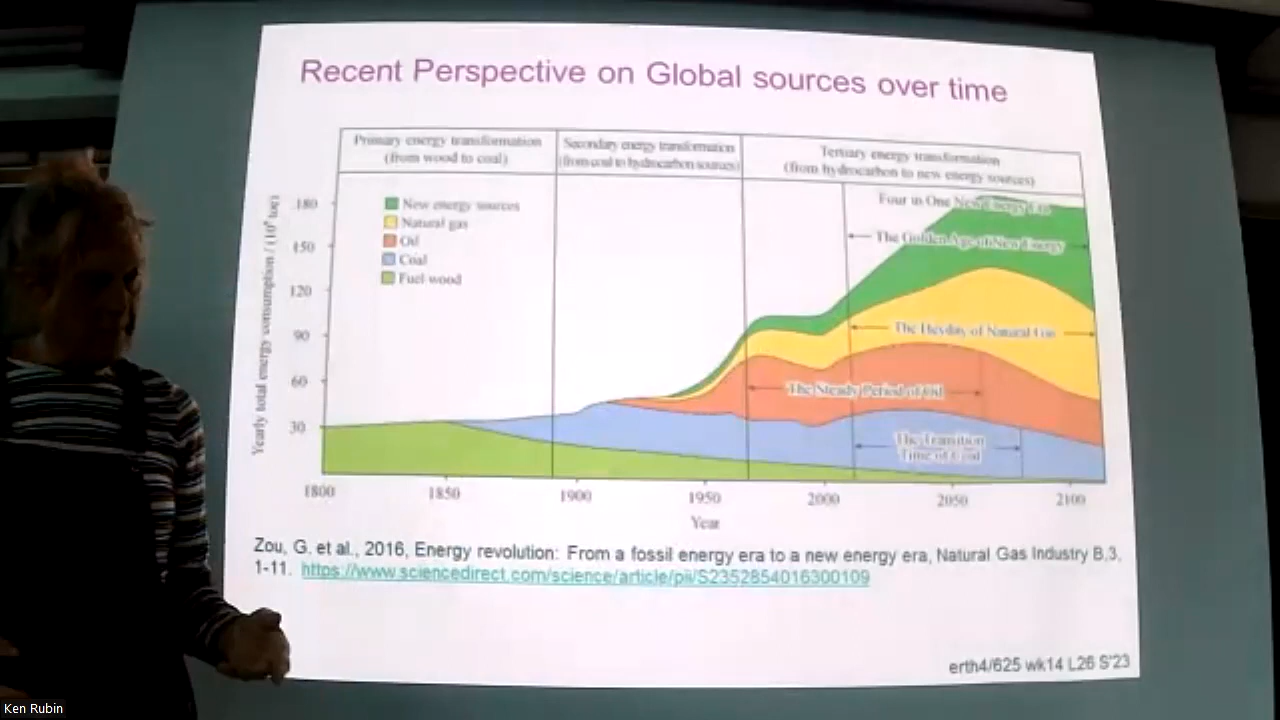 Recent Perspective on Global sources over time
Primary energy transformation
(from wood to coal)
Secondary energy transformation
(from coal to hydrocarbon sources)
Tertiary energy transformation
(from hydrocarbon to new energy sources)
Yearly total energy consumption / (10⁸ toe)
180
150
120
90
60
30
New energy sources
Natural gas
Oil
Coal
Fuel wood
Four in One New Energy Era
The Golden Age of New Energy
The Heyday of Natural Gas
The Steady Period of Oil
The Transition
Time of Coal
1800
1850
1900
1950
2000
2050
2100
Year
Zou, G. et al., 2016, Energy revolution: From a fossil energy era to a new energy era, Natural Gas Industry B,3,
1-11. https://www.sciencedirect.com/science/article/pii/S2352854016300109
erth4/625 wk14 L26 S'23
Ken Rubin